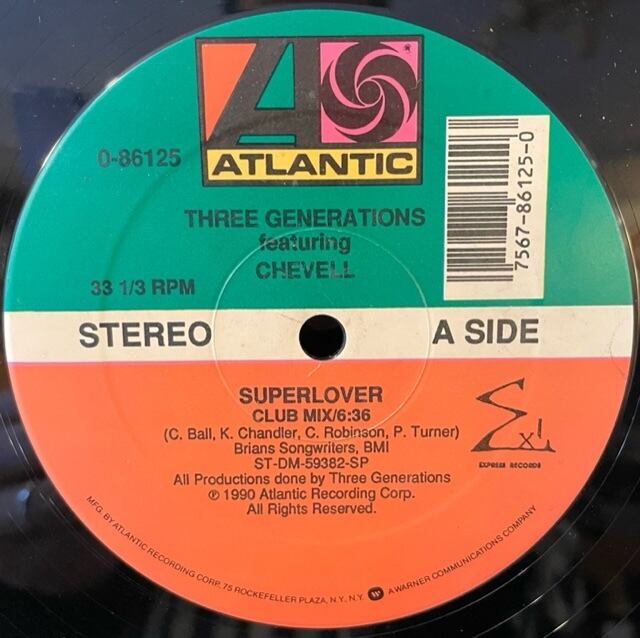 A
ATLANTIC
0-86125
7567-86125-0
THREE GENERATIONS
featuring
CHEVELL
33 1/3 RPM
STEREO
A SIDE
SUPERLOVER
CLUB MIX/6:36
(C. Ball, K. Chandler, C. Robinson, P. Turner)
Brians Songwriters, BMI
ST-DM-59382-SP
All Productions done by Three Generations
℗ 1990 Atlantic Recording Corp.
All Rights Reserved.
Ex!
EXPRESS RECORDS
MFG. BY ATLANTIC RECORDING CORP. 75 ROCKEFELLER PLAZA, N.Y., N.Y. A WARNER COMMUNICATIONS COMPANY